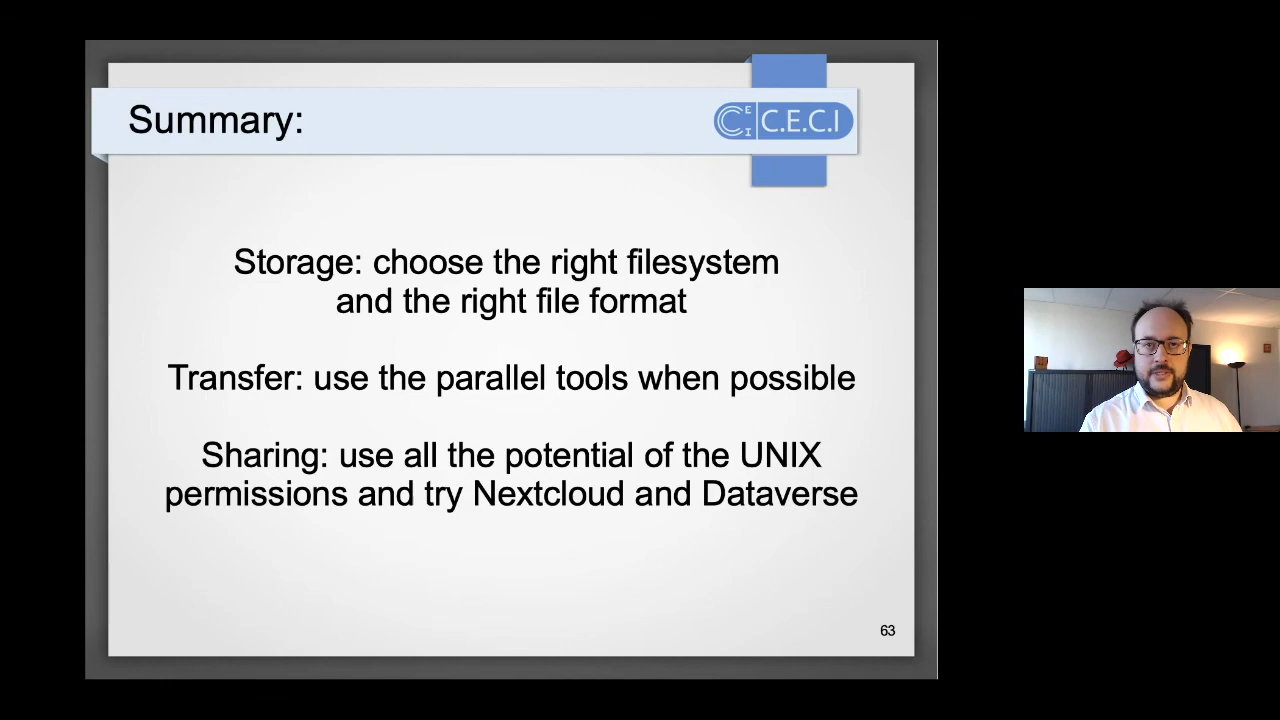 Summary:
C E C I
C.E.C.I
Storage: choose the right filesystem
and the right file format
Transfer: use the parallel tools when possible
Sharing: use all the potential of the UNIX
permissions and try Nextcloud and Dataverse
63